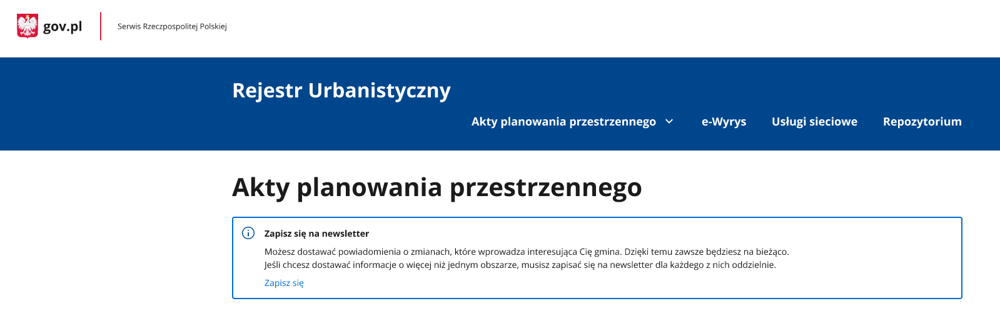 gov.pl
Serwis Rzeczpospolitej Polskiej
Rejestr Urbanistyczny
Akty planowania przestrzennego
e-Wyrys
Usługi sieciowe
Repozytorium
Akty planowania przestrzennego
Zapisz się na newsletter
Możesz dostawać powiadomienia o zmianach, które wprowadza interesująca Cię gmina. Dzięki temu zawsze będziesz na bieżąco.
Jeśli chcesz dostawać informacje o więcej niż jednym obszarze, musisz zapisać się na newsletter dla każdego z nich oddzielnie.
Zapisz się